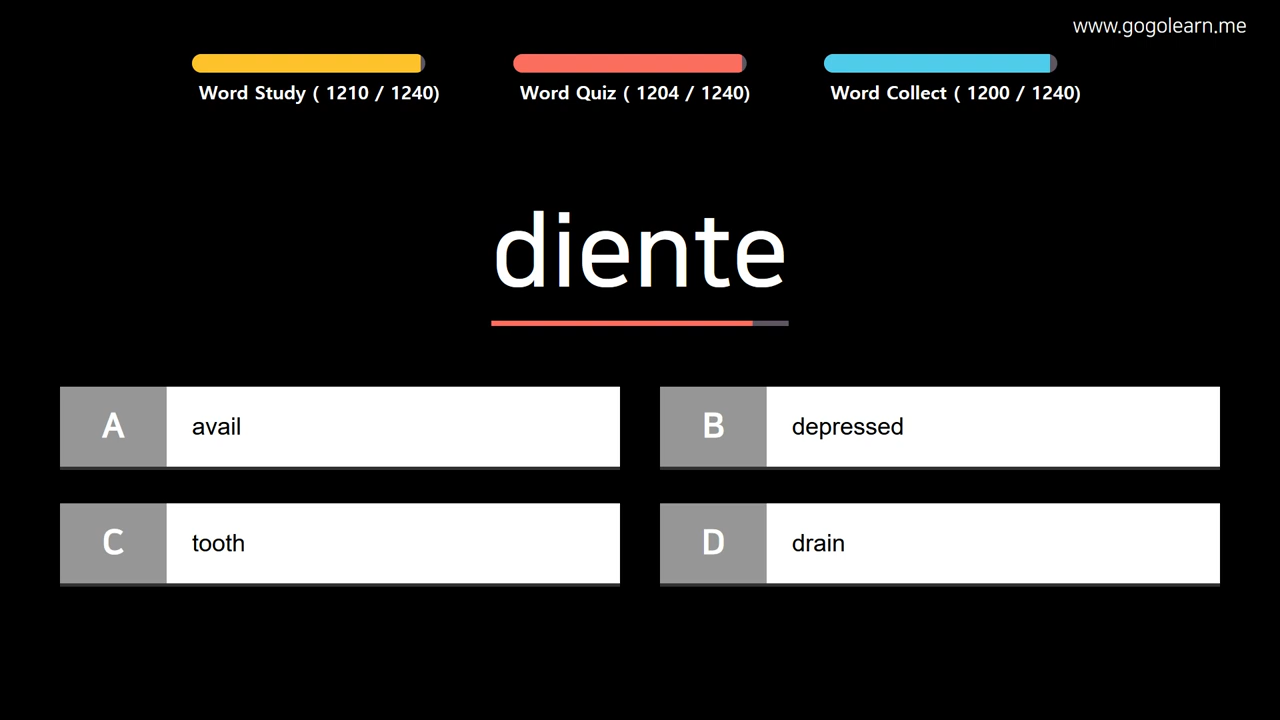 www.gogolearn.me
Word Study ( 1210 / 1240)
Word Quiz ( 1204 / 1240)
Word Collect ( 1200 / 1240)
diente
A avail
B depressed
C tooth
D drain